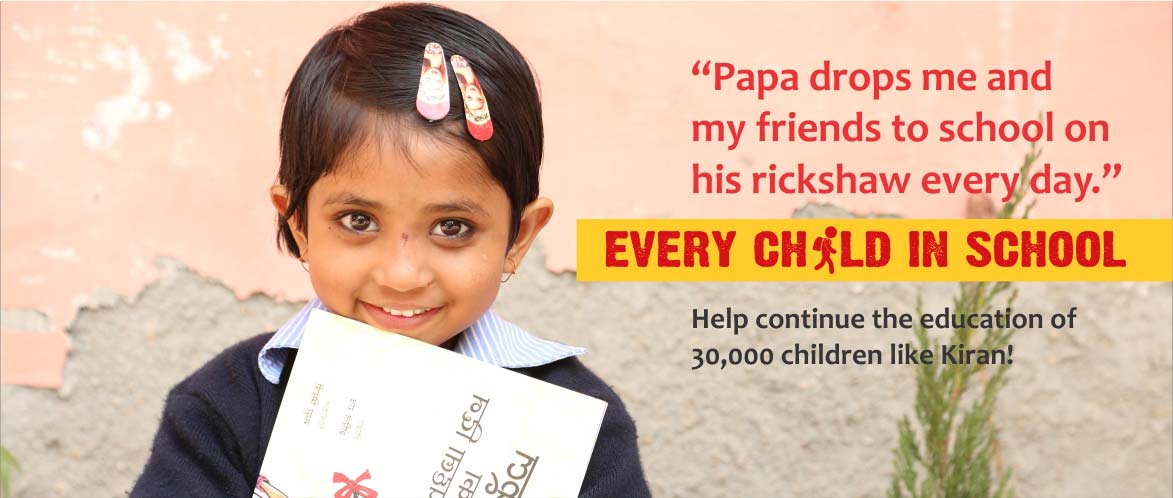 “Papa drops me and
my friends to school on
his rickshaw every day.”
EVERY CHILD IN SCHOOL
Help continue the education of
30,000 children like Kiran!